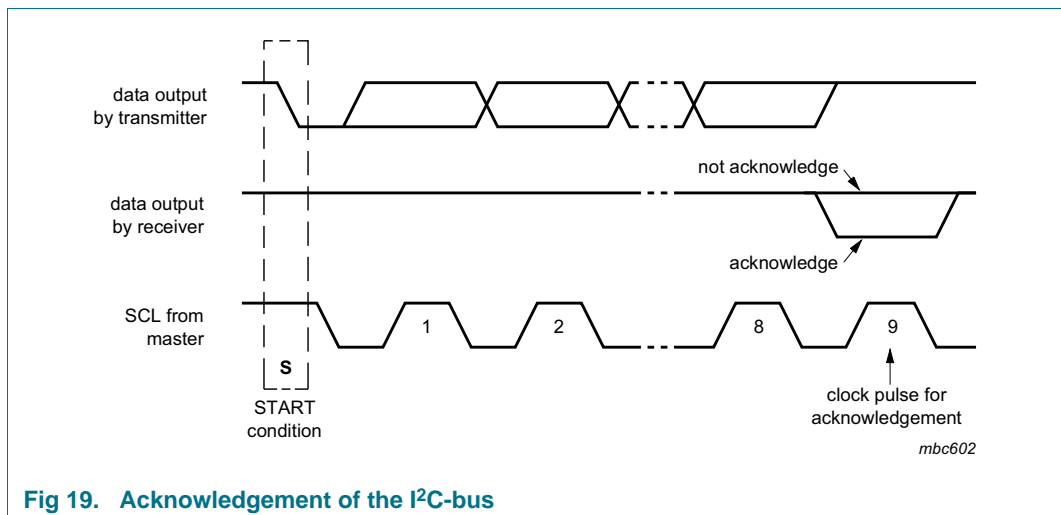 data output
by transmitter
not acknowledge
data output
by receiver
acknowledge
SCL from
master
1
2
8
9
S
START
condition
clock pulse for
acknowledgement
mbc602
Fig 19. Acknowledgement of the I²C-bus